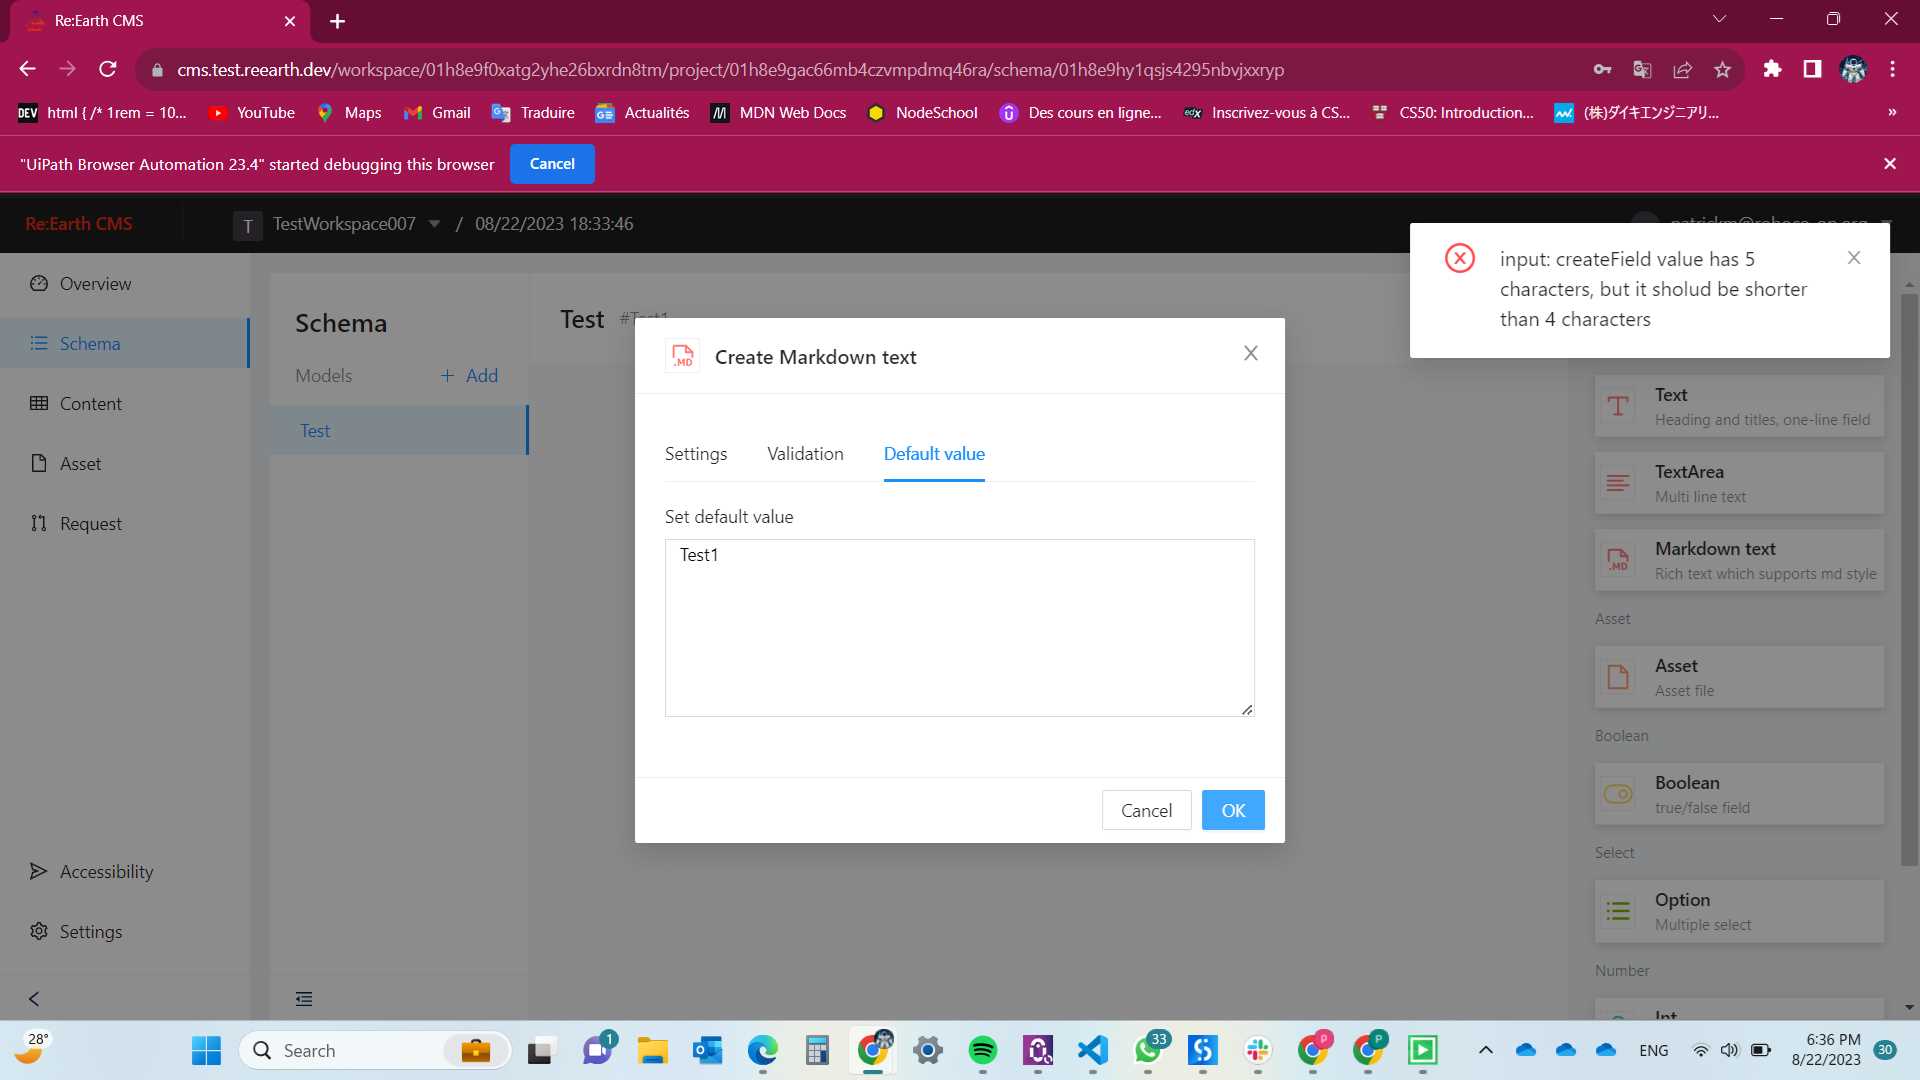 Re:Earth CMS
cms.test.reearth.dev/workspace/01h8e9f0xatg2yhe26bxrdn8tm/project/01h8e9gac66mb4czvmpdmq46ra/schema/01h8e9hy1qsjs4295nbvjxxryp
DEV html { /* 1rem = 10... YouTube Maps Gmail Traduire Actualités MDN Web Docs NodeSchool Des cours en ligne... edX Inscrivez-vous à CS... CS50: Introduction... (株)ダイキエンジニアリ... »
"UiPath Browser Automation 23.4" started debugging this browser Cancel
Re:Earth CMS T TestWorkspace007 / 08/22/2023 18:33:46
input: createField value has 5
characters, but it sholud be shorter
than 4 characters
Overview
Schema
Content
Asset
Request
Accessibility
Settings
Schema
Models + Add
Test
Test #Test1
.MD Create Markdown text
Settings Validation Default value
Set default value
Test1
Cancel OK
Text
Heading and titles, one-line field
TextArea
Multi line text
.MD Markdown text
Rich text which supports md style
Asset
Asset
Asset file
Boolean
Boolean
true/false field
Select
Option
Multiple select
Number
Int
28° Search 1 33 P P ENG 6:36 PM 30
8/22/2023